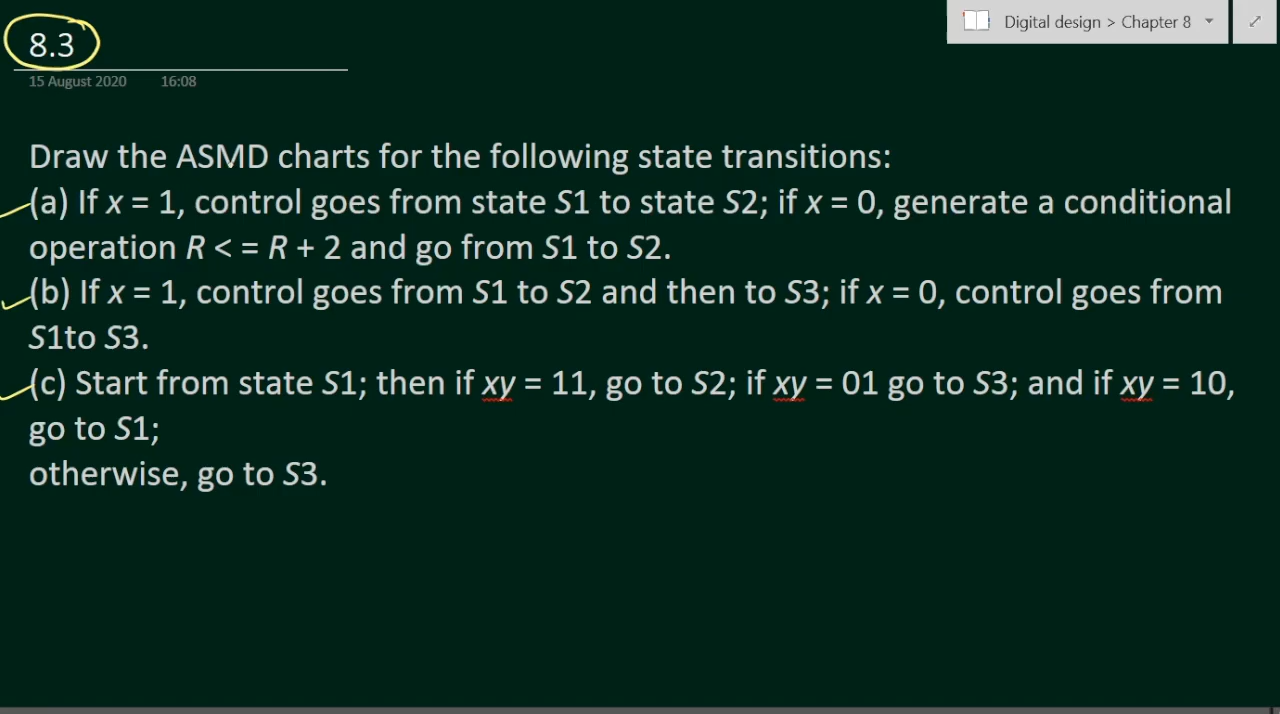 8.3
Digital design > Chapter 8
15 August 2020 16:08
Draw the ASMD charts for the following state transitions:
(a) If x = 1, control goes from state S1 to state S2; if x = 0, generate a conditional
operation R < = R + 2 and go from S1 to S2.
(b) If x = 1, control goes from S1 to S2 and then to S3; if x = 0, control goes from
S1to S3.
(c) Start from state S1; then if xy = 11, go to S2; if xy = 01 go to S3; and if xy = 10,
go to S1;
otherwise, go to S3.